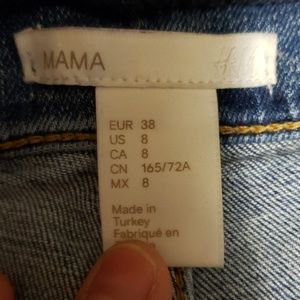 MAMA
EUR 38
US 8
CA 8
CN 165/72A
MX 8
Made in
Turkey
Fabriqué en